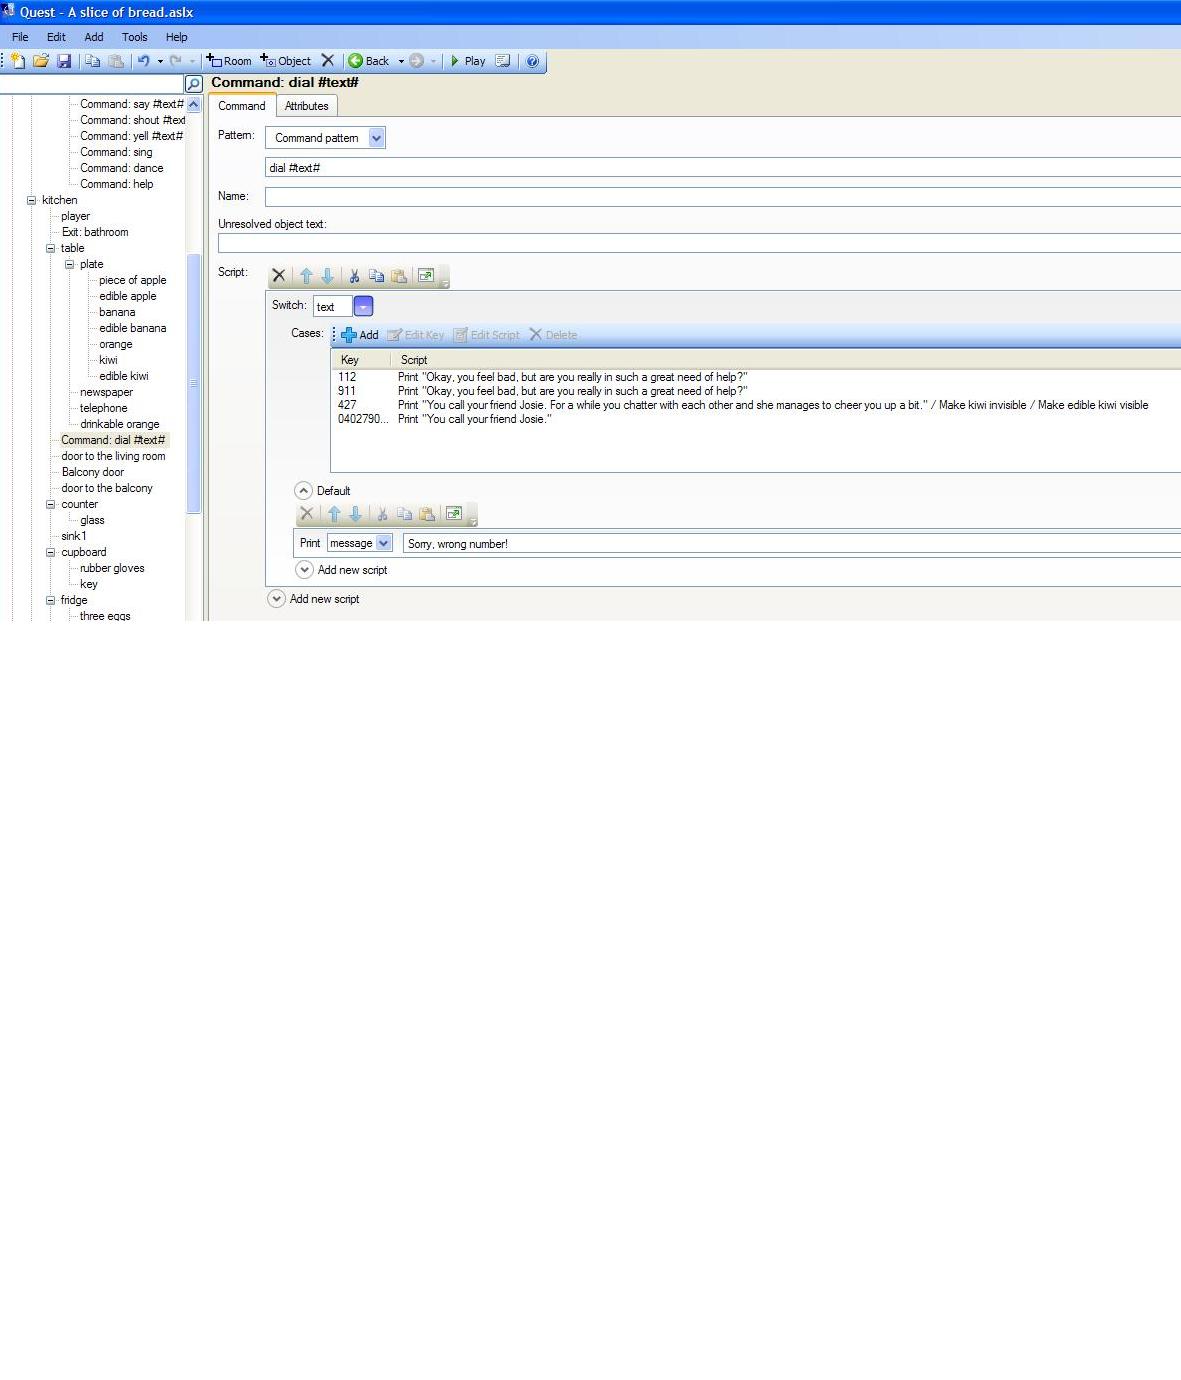 Quest - A slice of bread.aslx
File Edit Add Tools Help
Room Object Back Play
Command: dial #text#
Command: say #text#
Command: shout #text
Command: yell #text#
Command: sing
Command: dance
Command: help
kitchen
player
Exit: bathroom
table
plate
piece of apple
edible apple
banana
edible banana
orange
kiwi
edible kiwi
newspaper
telephone
drinkable orange
Command: dial #text#
door to the living room
Balcony door
door to the balcony
counter
glass
sink1
cupboard
rubber gloves
key
fridge
three eggs
Command Attributes
Pattern: Command pattern
dial #text#
Name:
Unresolved object text:
Script:
Switch: text
Cases: Add Edit Key Edit Script Delete
Key Script
112 Print "Okay, you feel bad, but are you really in such a great need of help?"
911 Print "Okay, you feel bad, but are you really in such a great need of help?"
427 Print "You call your friend Josie. For a while you chatter with each other and she manages to cheer you up a bit." / Make kiwi invisible / Make edible kiwi visible
0402790... Print "You call your friend Josie."
Default
Print message Sorry, wrong number!
Add new script
Add new script